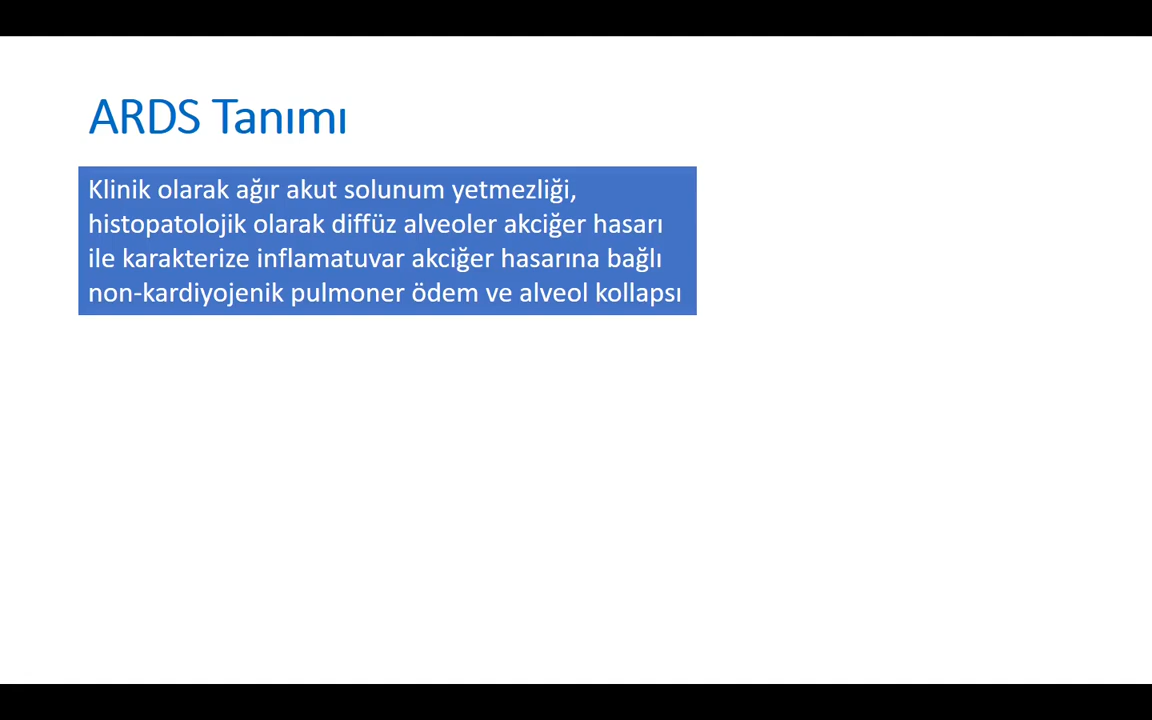 ARDS Tanımı
Klinik olarak ağır akut solunum yetmezliği,
histopatolojik olarak diffüz alveoler akciğer hasarı
ile karakterize inflamatuvar akciğer hasarına bağlı
non-kardiyojenik pulmoner ödem ve alveol kollapsı